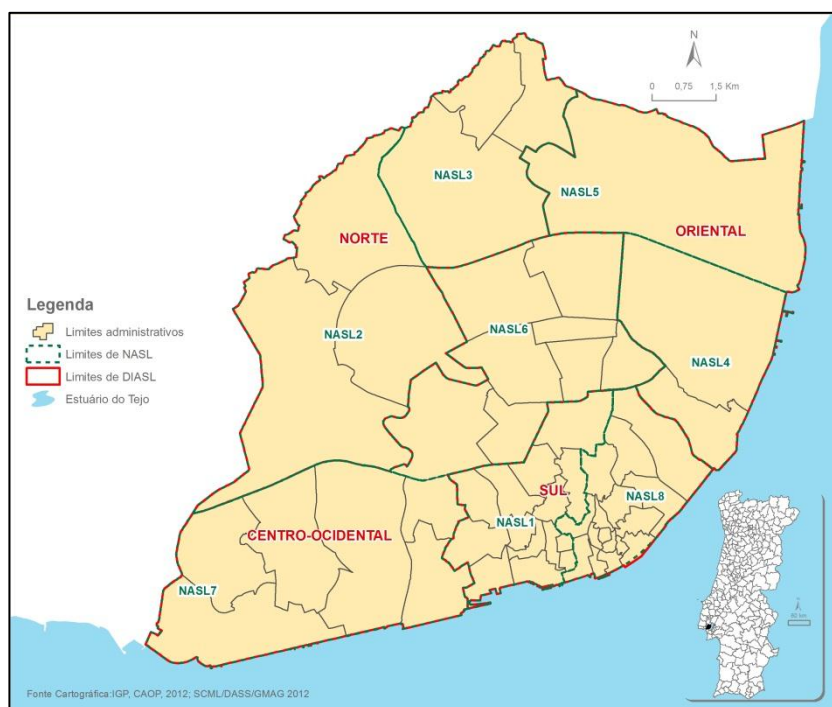 N
0 0,75 1,5 Km
NASL3
NASL5
NORTE
ORIENTAL
Legenda
Limites administrativos
Limites de NASL
Limites de DIASL
Estuário do Tejo
NASL2
NASL6
NASL4
SUL
NASL8
NASL1
CENTRO-OCIDENTAL
NASL7
Fonte Cartográfica:IGP, CAOP, 2012; SCML/DASS/GMAG 2012